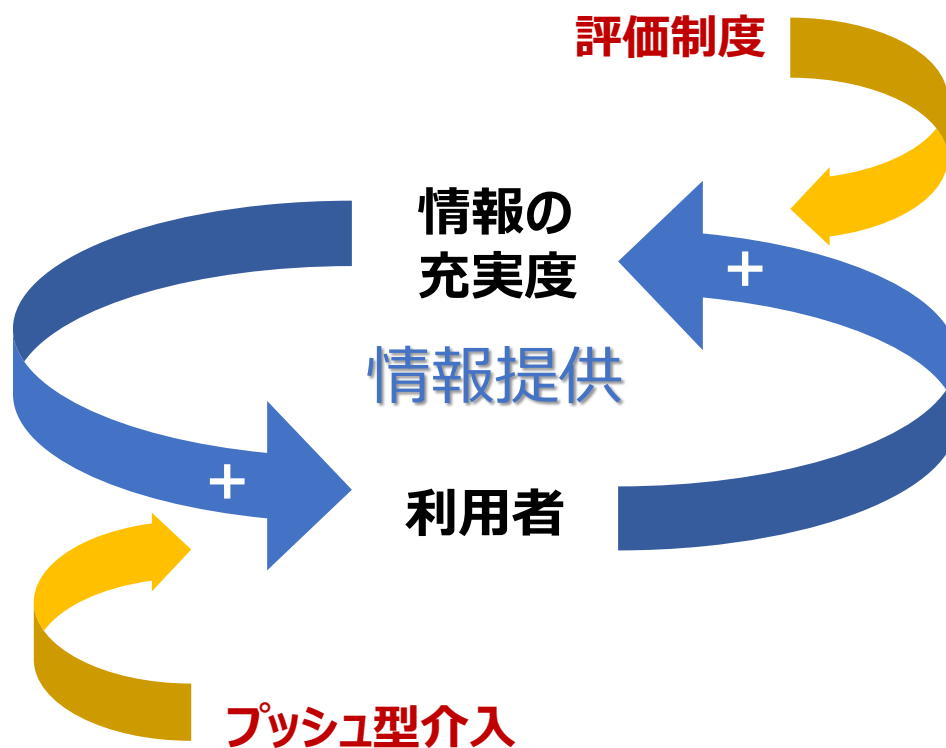 評価制度
情報の
充実度
+
情報提供
+
利用者
プッシュ型介入